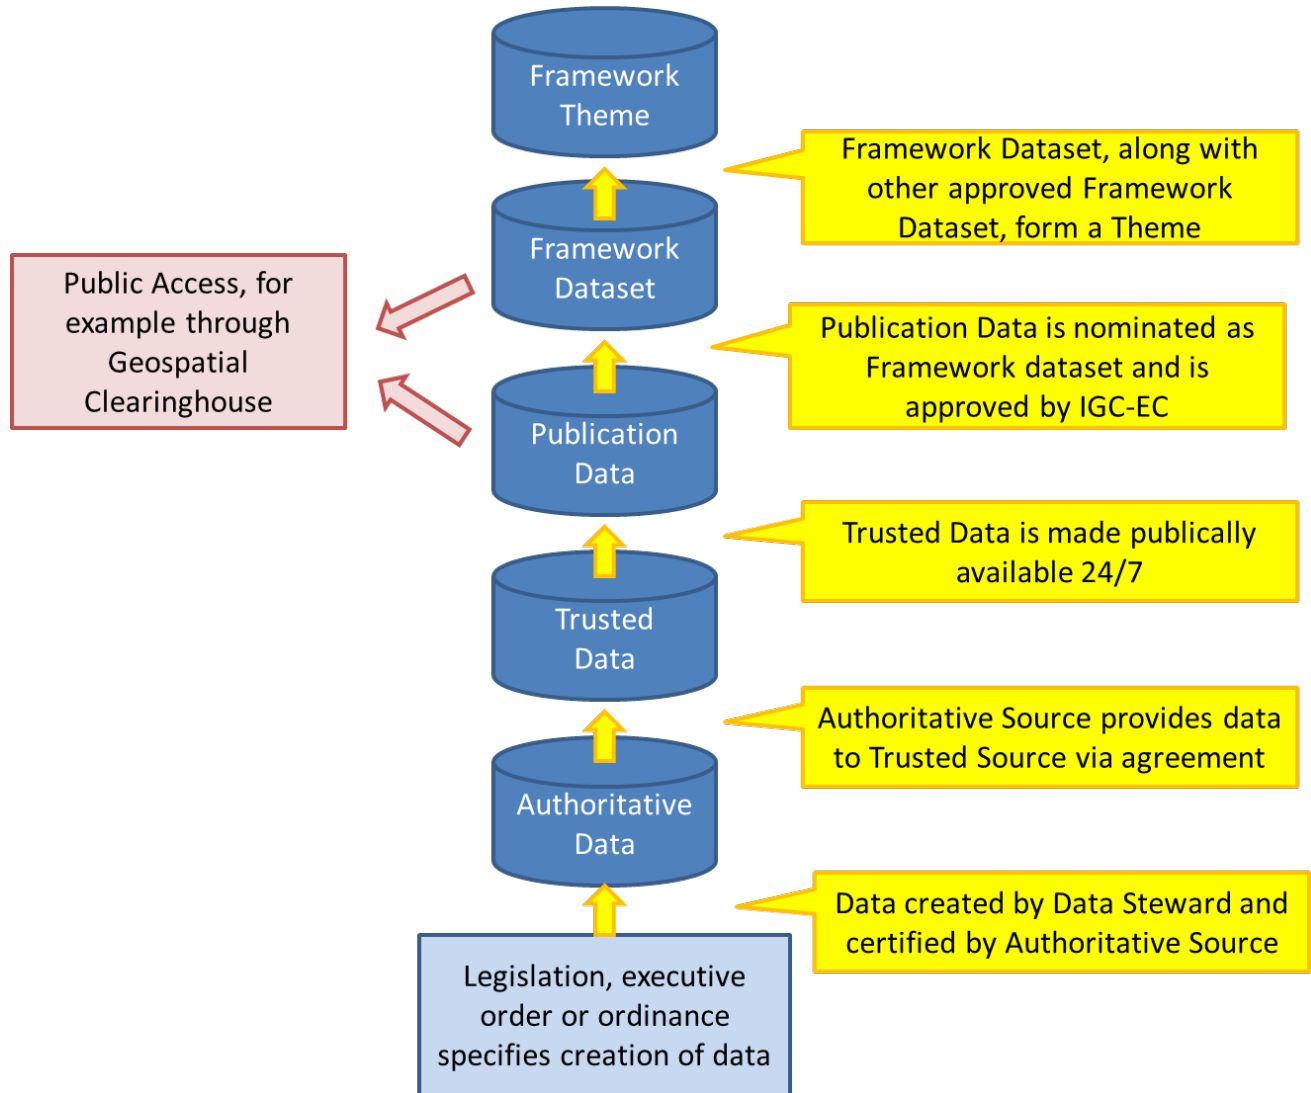 Framework
Theme
Framework Dataset, along with
other approved Framework
Dataset, form a Theme
Framework
Dataset
Public Access, for
example through
Geospatial
Clearinghouse
Publication Data is nominated as
Framework dataset and is
approved by IGC-EC
Publication
Data
Trusted Data is made publically
available 24/7
Trusted
Data
Authoritative Source provides data
to Trusted Source via agreement
Authoritative
Data
Data created by Data Steward and
certified by Authoritative Source
Legislation, executive
order or ordinance
specifies creation of data